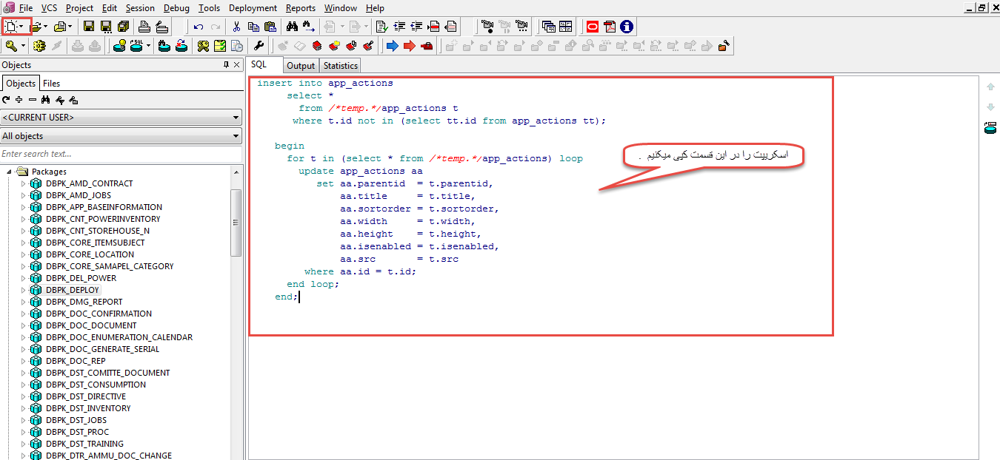 File VCS Project Edit Session Debug Tools Deployment Reports Window Help
SQL
Objects
SQL Output Statistics
Objects Files
<CURRENT USER>
All objects
Enter search text...
Packages
DBPK_AMD_CONTRACT
DBPK_AMD_JOBS
DBPK_APP_BASEINFORMATION
DBPK_CNT_POWERINVENTORY
DBPK_CNT_STOREHOUSE_N
DBPK_CORE_ITEMSUBJECT
DBPK_CORE_LOCATION
DBPK_CORE_SAMAPEL_CATEGORY
DBPK_DEL_POWER
DBPK_DEPLOY
DBPK_DMG_REPORT
DBPK_DOC_CONFIRMATION
DBPK_DOC_DOCUMENT
DBPK_DOC_ENUMERATION_CALENDAR
DBPK_DOC_GENERATE_SERIAL
DBPK_DOC_REP
DBPK_DST_COMITTE_DOCUMENT
DBPK_DST_CONSUMPTION
DBPK_DST_DIRECTIVE
DBPK_DST_INVENTORY
DBPK_DST_JOBS
DBPK_DST_PROC
DBPK_DST_TRAINING
DBPK_DTR_AMMU_DOC_CHANGE
insert into app_actions
select *
from /*temp.*/app_actions t
where t.id not in (select tt.id from app_actions tt);
begin
for t in (select * from /*temp.*/app_actions) loop
update app_actions aa
set aa.parentid = t.parentid,
aa.title = t.title,
aa.sortorder = t.sortorder,
aa.width = t.width,
aa.height = t.height,
aa.isenabled = t.isenabled,
aa.src = t.src
where aa.id = t.id;
end loop;
end;
اسکریپت را در این قسمت کپی میکنیم .